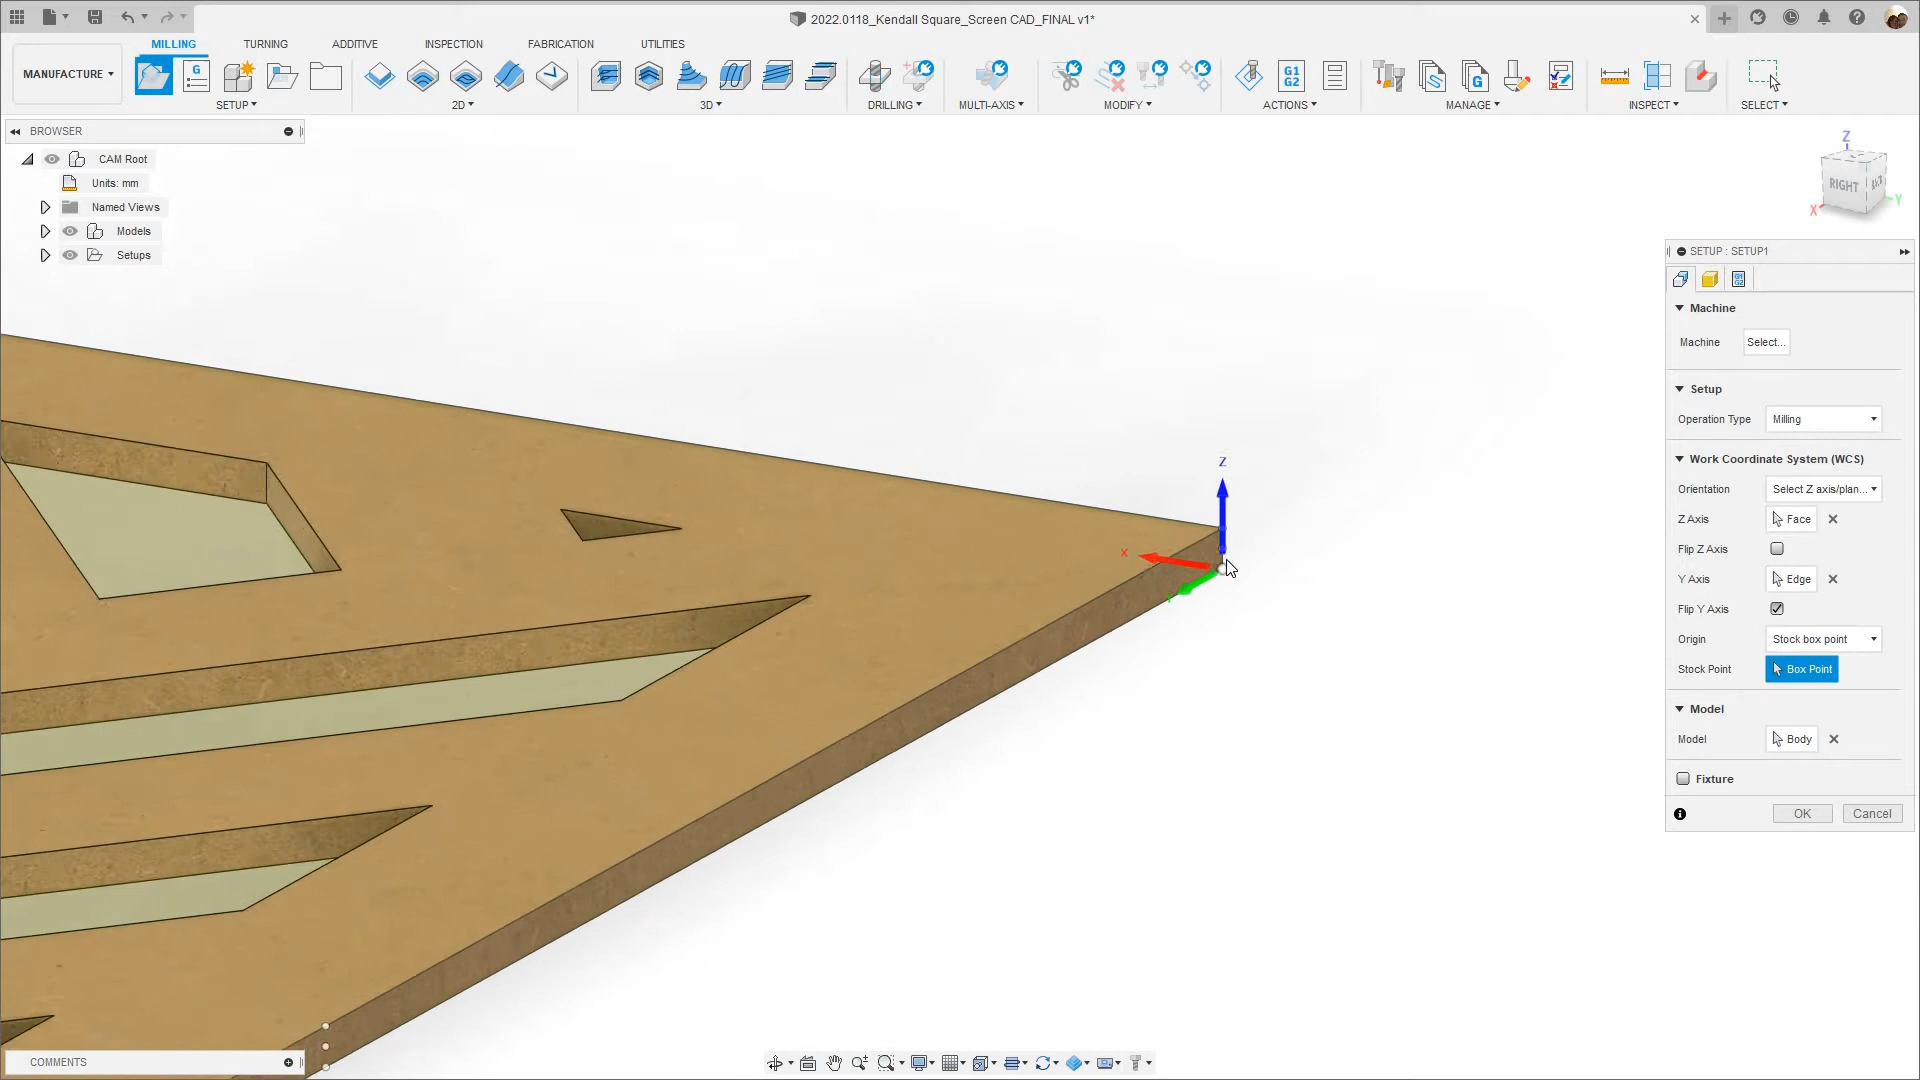 2022.0118_Kendall Square_Screen CAD_FINAL v1*
MILLING
TURNING
ADDITIVE
INSPECTION
FABRICATION
UTILITIES
MANUFACTURE
SETUP
2D
3D
DRILLING
MULTI-AXIS
MODIFY
ACTIONS
MANAGE
INSPECT
SELECT
G
G1
G2
G
BROWSER
CAM Root
Units: mm
Named Views
Models
Setups
Z
RIGHT
BACK
X
Y
Z
X
SETUP : SETUP1
Machine
Machine
Select...
Setup
Operation Type
Milling
Work Coordinate System (WCS)
Orientation
Select Z axis/plan...
Z Axis
Face
Flip Z Axis
Y Axis
Edge
Flip Y Axis
Origin
Stock box point
Stock Point
Box Point
Model
Model
Body
Fixture
OK
Cancel
COMMENTS